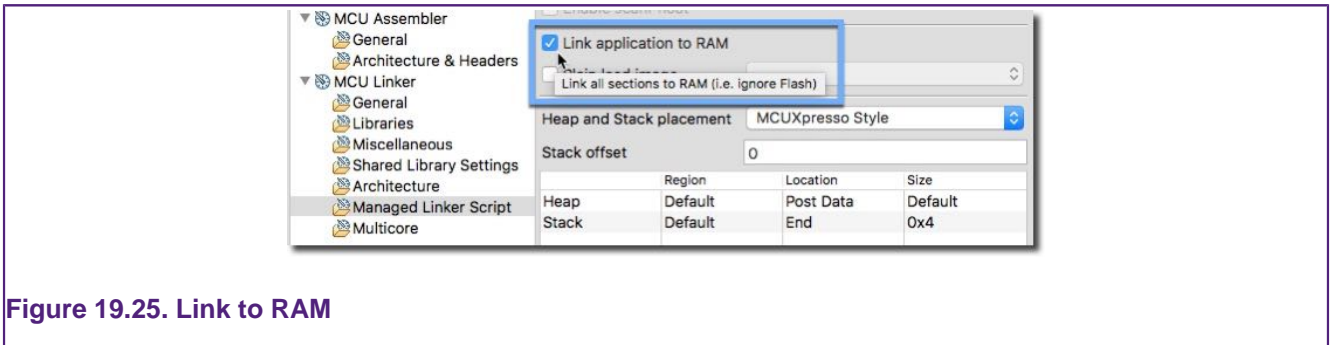 MCU Assembler
General
Architecture & Headers
MCU Linker
General
Libraries
Miscellaneous
Shared Library Settings
Architecture
Managed Linker Script
Multicore
Link application to RAM
Link all sections to RAM (i.e. ignore Flash)
Heap and Stack placement MCUXpresso Style
Stack offset 0
Region Location Size
Heap Default Post Data Default
Stack Default End 0x4
Figure 19.25. Link to RAM